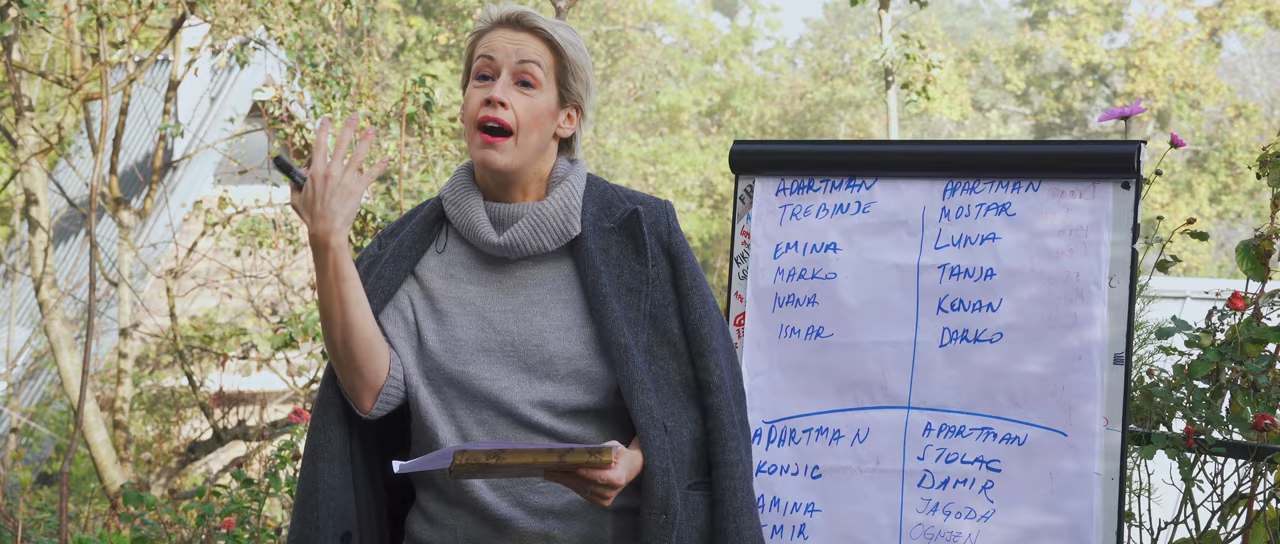 APARTMAN
TREBINJE
EMINA
MARKO
IVANA
ISMAR
APARTMAN
MOSTAR
LUNA
TANJA
KENAN
DARKO
APARTMAN
KONJIC
AMINA
APARTMAN
STOLAC
DAMIR
JAGODA
OGNJEN